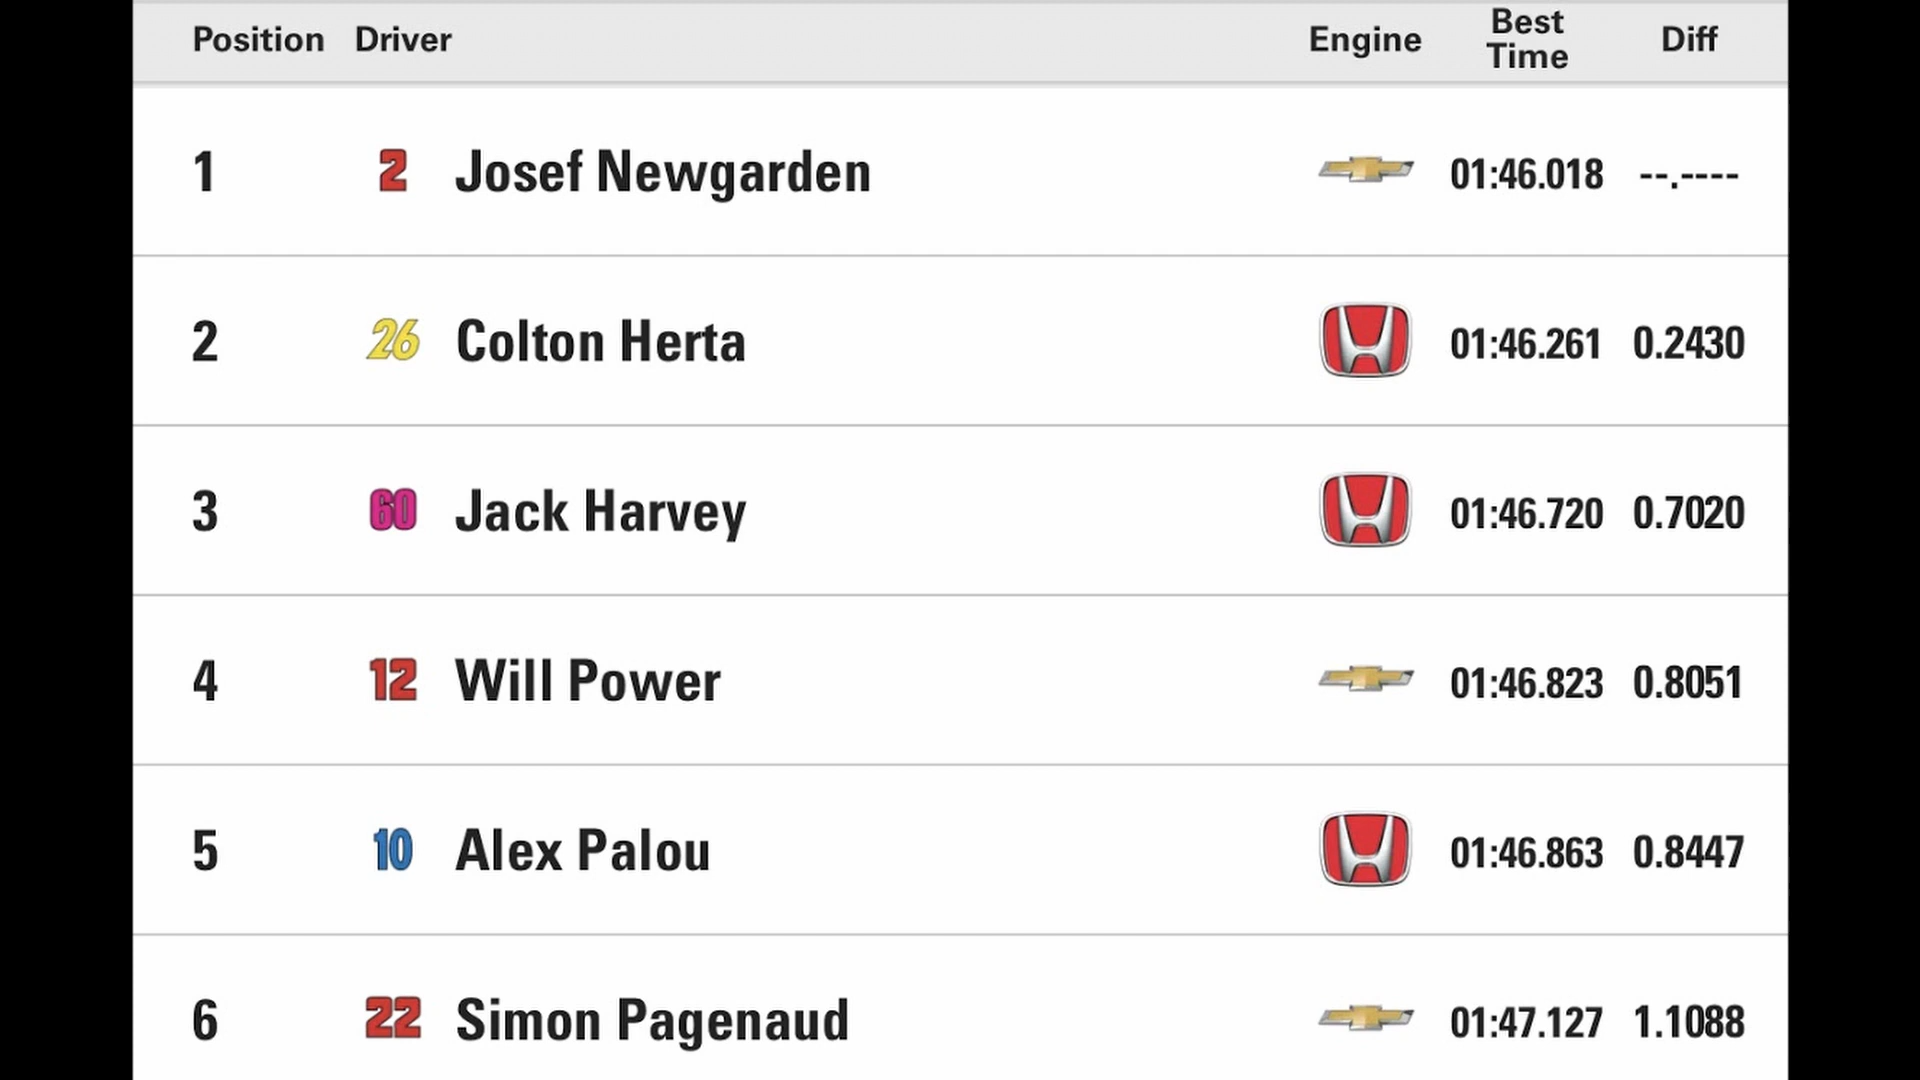 Position Driver Engine Best Time Diff
1 2 Josef Newgarden 01:46.018 --.----
2 26 Colton Herta 01:46.261 0.2430
3 60 Jack Harvey 01:46.720 0.7020
4 12 Will Power 01:46.823 0.8051
5 10 Alex Palou 01:46.863 0.8447
6 22 Simon Pagenaud 01:47.127 1.1088